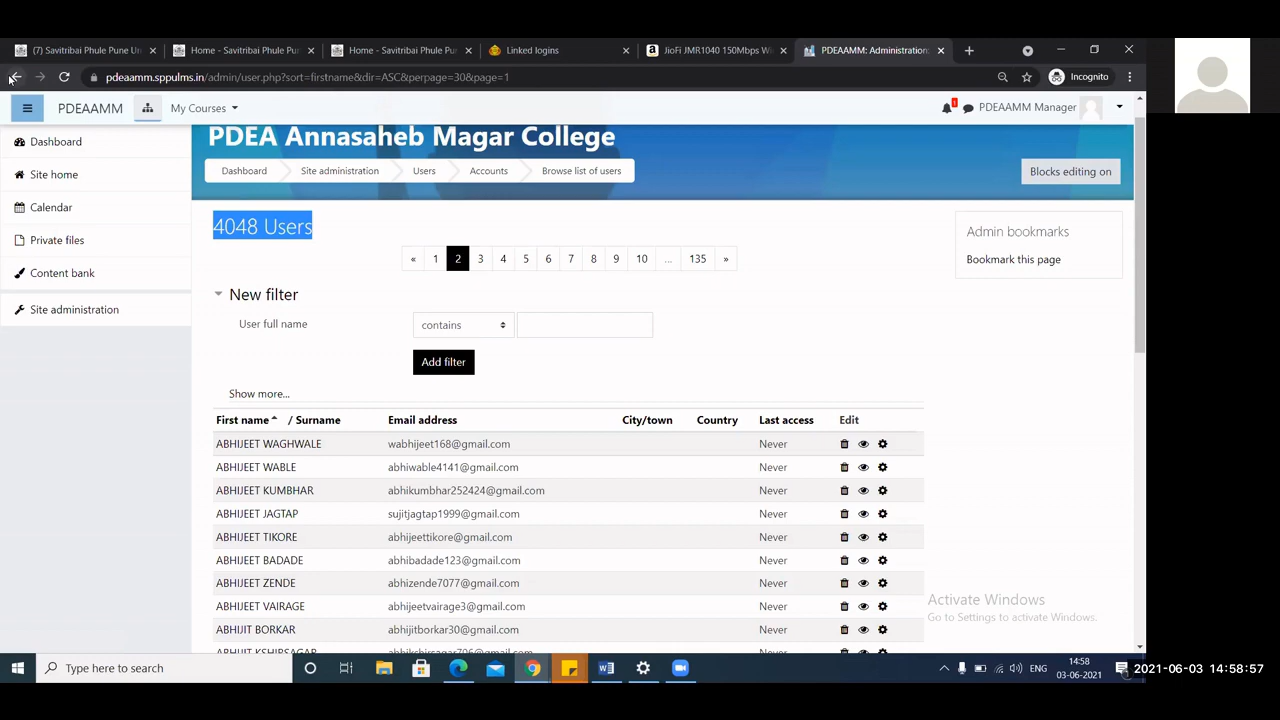 (7) Savitribai Phule Pune Un
Home - Savitribai Phule Pu
Home - Savitribai Phule Pu
Linked logins
JioFi JMR1040 150Mbps Wi
PDEAAMM: Administration:
pdeaamm.sppulms.in/admin/user.php?sort=firstname&dir=ASC&perpage=30&page=1
Incognito
PDEAAMM
My Courses
1
PDEAAMM Manager
Dashboard
Site home
Calendar
Private files
Content bank
Site administration
PDEA Annasaheb Magar College
Dashboard Site administration Users Accounts Browse list of users
Blocks editing on
4048 Users
« 1 2 3 4 5 6 7 8 9 10 ... 135 »
Admin bookmarks
Bookmark this page
New filter
User full name contains
Add filter
Show more...
First name / Surname Email address City/town Country Last access Edit
ABHIJEET WAGHWALE wabhijeet168@gmail.com Never
ABHIJEET WABLE abhiwable4141@gmail.com Never
ABHIJEET KUMBHAR abhikumbhar252424@gmail.com Never
ABHIJEET JAGTAP sujitjagtap1999@gmail.com Never
ABHIJEET TIKORE abhijeettikore@gmail.com Never
ABHIJEET BADADE abhibadade123@gmail.com Never
ABHIJEET ZENDE abhizende7077@gmail.com Never
ABHIJEET VAIRAGE abhijeetvairage3@gmail.com Never
ABHIJIT BORKAR abhijitborkar30@gmail.com Never
ABHIJIT KSHIRSAGAR Never
Activate Windows
Go to Settings to activate Windows.
Type here to search
ENG
14:58
03-06-2021
2021-06-03 14:58:57